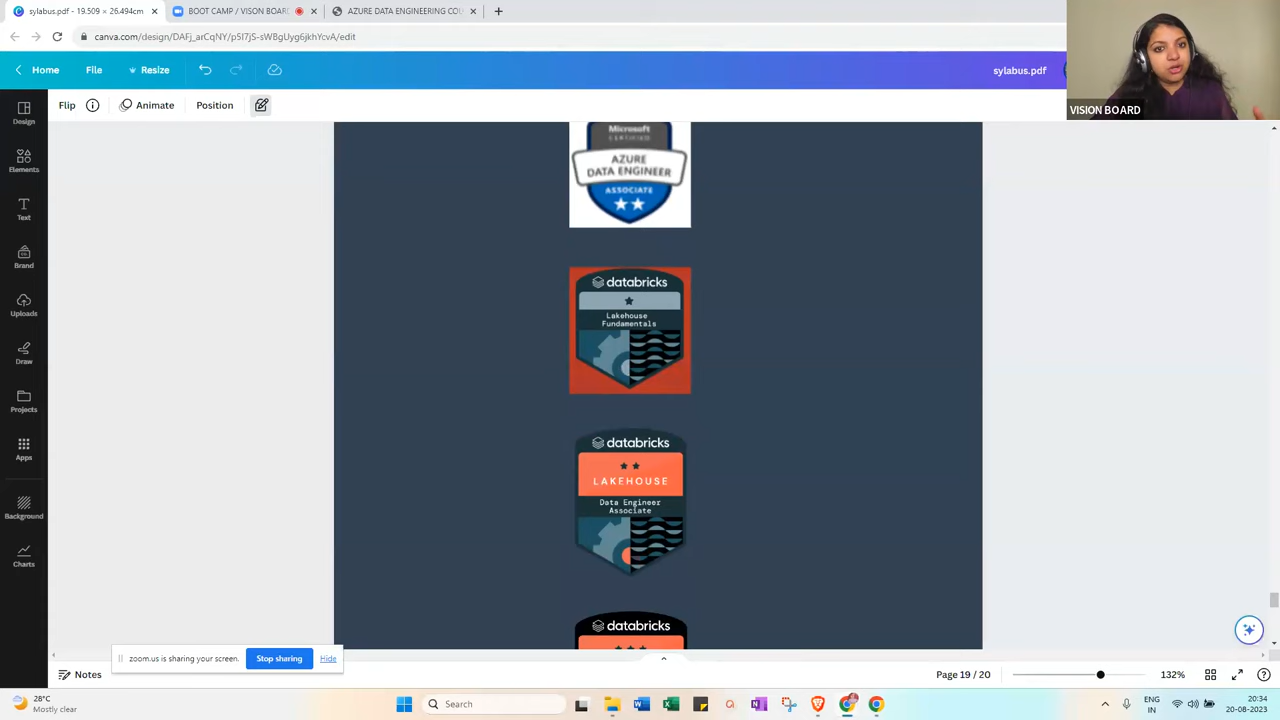 sylabus.pdf - 19.509 × 26.494cm
BOOT CAMP / VISON BOAR
AZURE DATA ENGINEERING CO
canva.com/design/DAFj_arCqNY/p5I7jS-sWBgUyg6jkhYcvA/edit
Home
File
Resize
sylabus.pdf
VISION BOARD
Flip
Animate
Position
Design
Elements
Text
Brand
Uploads
Draw
Projects
Apps
Background
Charts
Microsoft
CERTIFIED
AZURE
DATA ENGINEER
ASSOCIATE
databricks
Lakehouse
Fundamentals
databricks
LAKEHOUSE
Data Engineer
Associate
databricks
zoom.us is sharing your screen.
Stop sharing
Hide
Notes
Page 19 / 20
132%
28°C
Mostly clear
Search
ENG
IN
20:34
20-08-2023